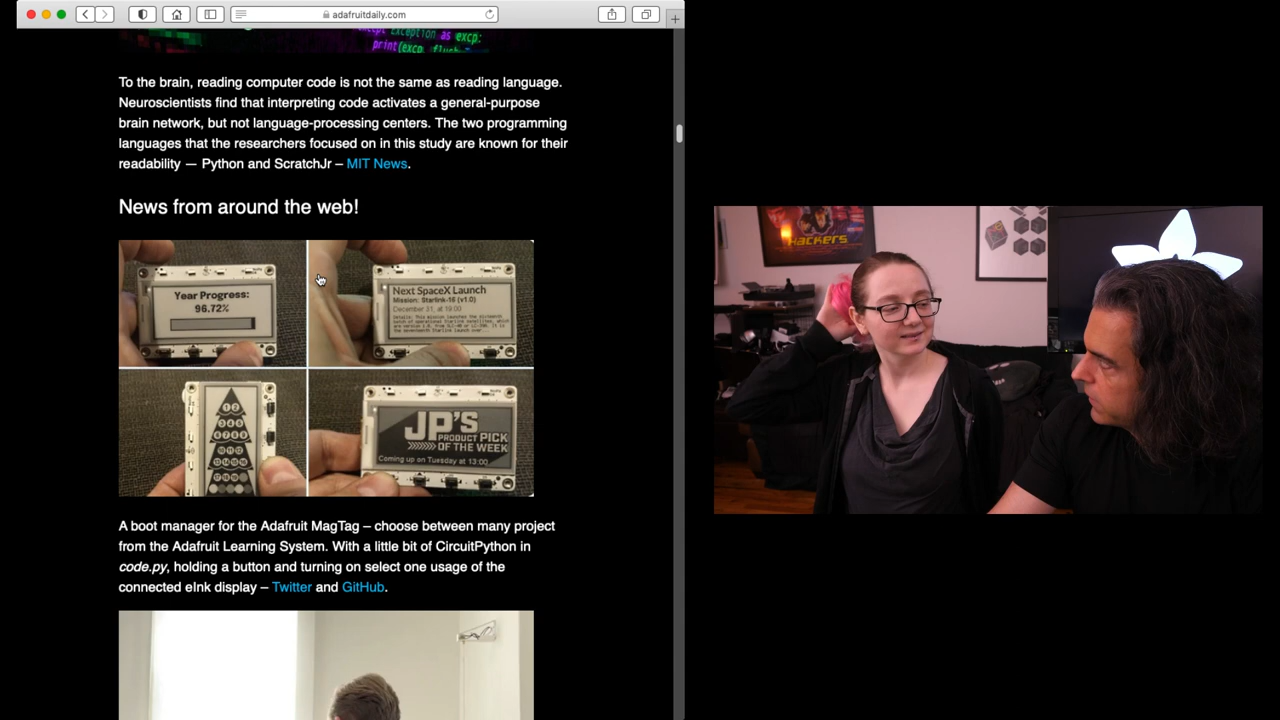 adafruitdaily.com
except Exception as excp:
To the brain, reading computer code is not the same as reading language.
Neuroscientists find that interpreting code activates a general-purpose
brain network, but not language-processing centers. The two programming
languages that the researchers focused on in this study are known for their
readability — Python and ScratchJr – MIT News.
News from around the web!
Year Progress:
96.72%
Next SpaceX Launch
Mission: Starlink-16 (v1.0)
December 31, at 19:00
JP'S
PRODUCT PICK
OF THE WEEK
Coming up on Tuesday at 13:00
A boot manager for the Adafruit MagTag – choose between many project
from the Adafruit Learning System. With a little bit of CircuitPython in
code.py, holding a button and turning on select one usage of the
connected eInk display – Twitter and GitHub.
HACKERS